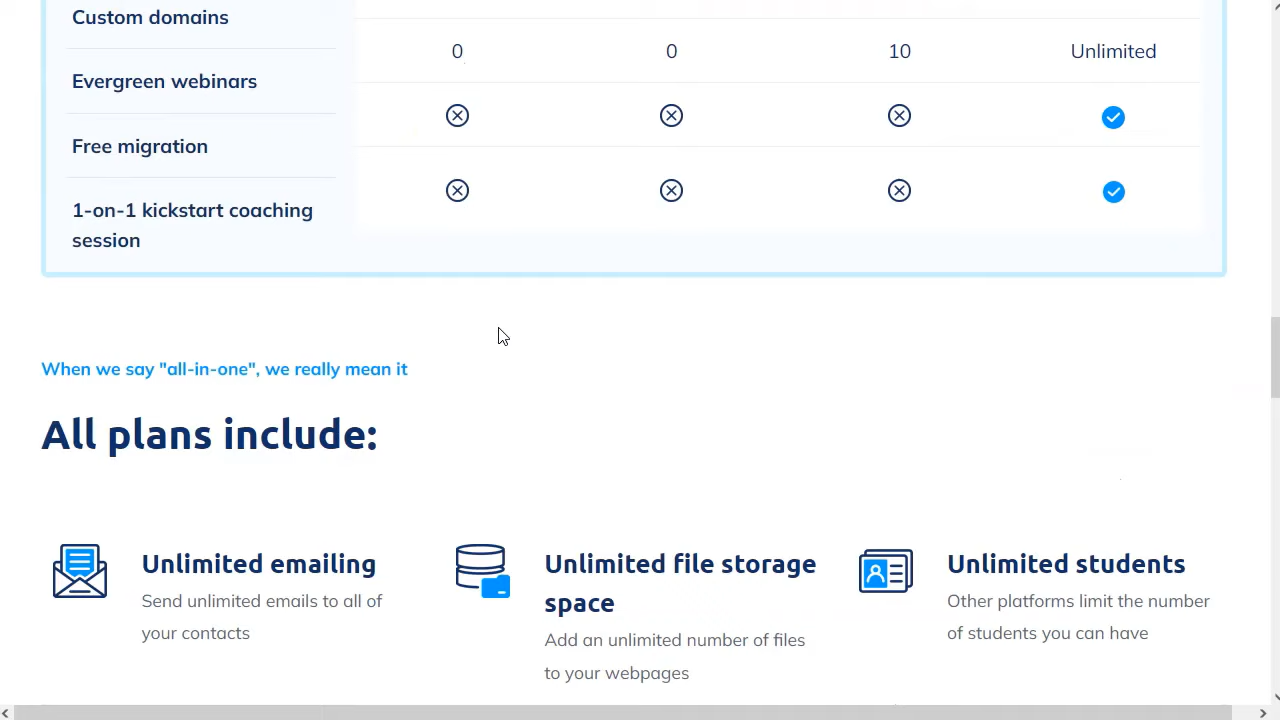 Custom domains
0 0 10 Unlimited
Evergreen webinars
Free migration
1-on-1 kickstart coaching
session
When we say "all-in-one", we really mean it
All plans include:
Unlimited emailing
Send unlimited emails to all of
your contacts
Unlimited file storage
space
Add an unlimited number of files
to your webpages
Unlimited students
Other platforms limit the number
of students you can have